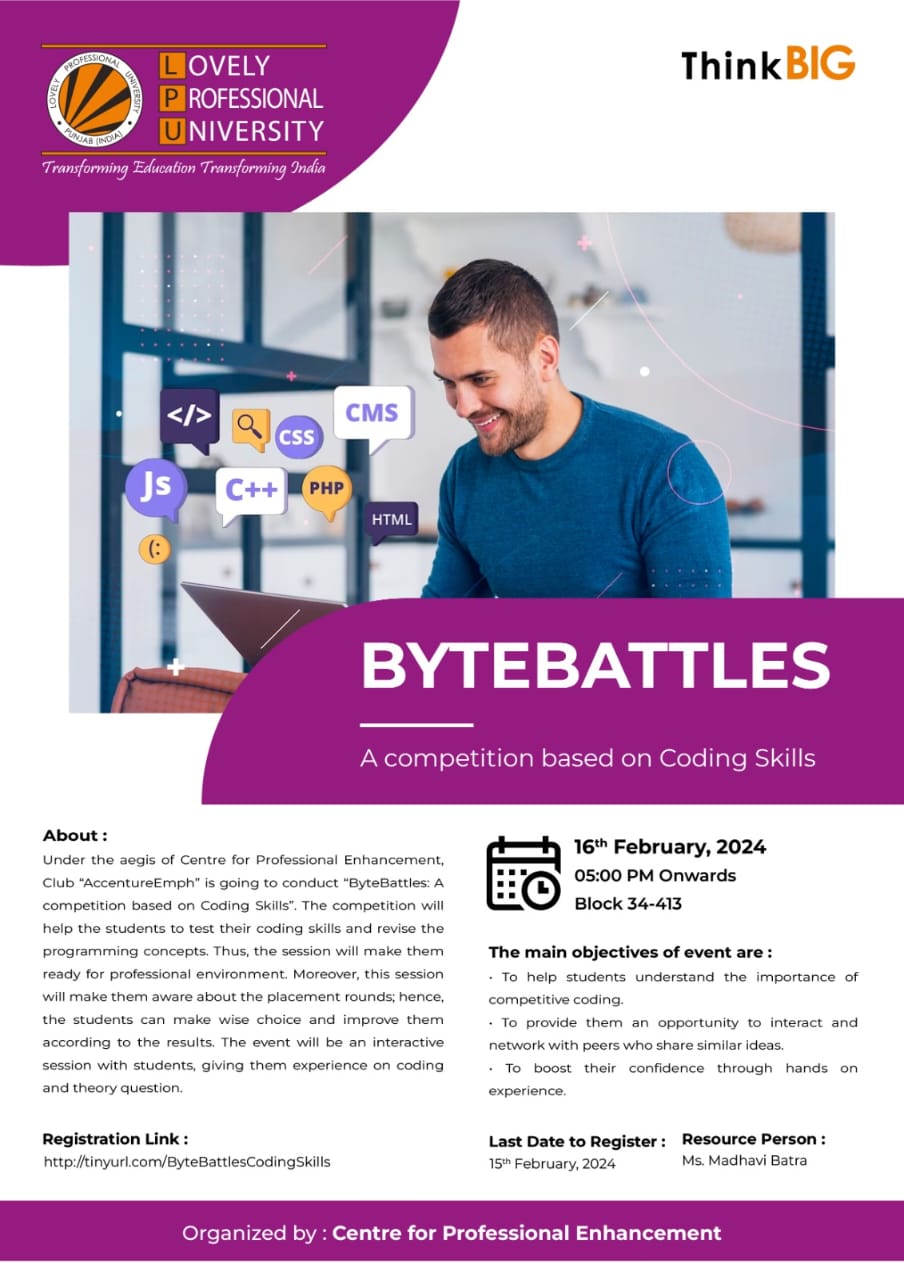 LOVELY
PROFESSIONAL
UNIVERSITY
LOVELY PROFESSIONAL UNIVERSITY
PUNJAB (INDIA)
Transforming Education Transforming India
ThinkBIG
</>
CSS
CMS
Js
C++
PHP
HTML
(:
BYTEBATTLES
A competition based on Coding Skills
About :
Under the aegis of Centre for Professional Enhancement,
Club “AccentureEmph” is going to conduct “ByteBattles: A
competition based on Coding Skills”. The competition will
help the students to test their coding skills and revise the
programming concepts. Thus, the session will make them
ready for professional environment. Moreover, this session
will make them aware about the placement rounds; hence,
the students can make wise choice and improve them
according to the results. The event will be an interactive
session with students, giving them experience on coding
and theory question.
Registration Link :
http://tinyurl.com/ByteBattlesCodingSkills
16th February, 2024
05:00 PM Onwards
Block 34-413
The main objectives of event are :
• To help students understand the importance of
competitive coding.
• To provide them an opportunity to interact and
network with peers who share similar ideas.
• To boost their confidence through hands on
experience.
Last Date to Register :
15th February, 2024
Resource Person :
Ms. Madhavi Batra
Organized by : Centre for Professional Enhancement